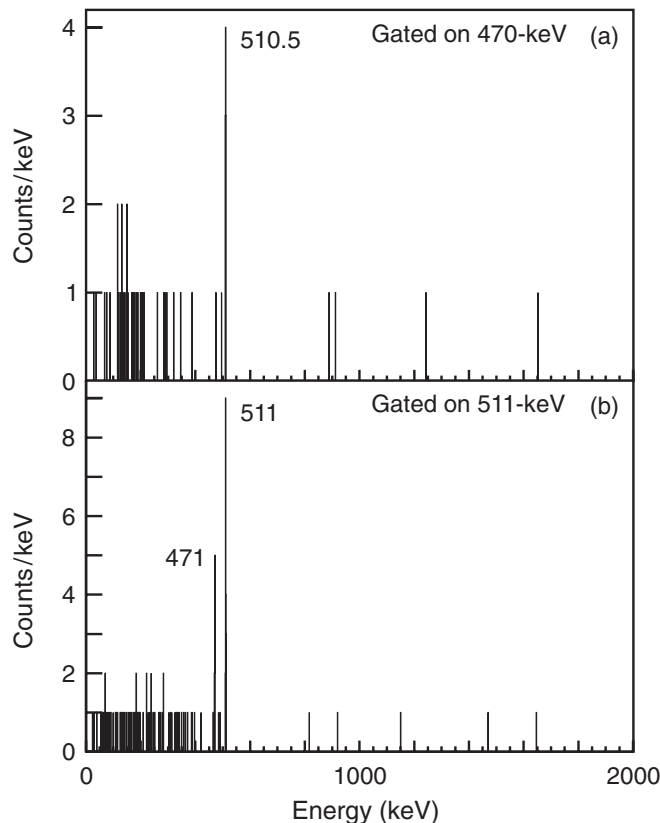 4
510.5
Gated on 470-keV
(a)
3
Counts/keV
2
1
0
511
Gated on 511-keV
(b)
8
6
471
Counts/keV
4
2
0
0
1000
2000
Energy (keV)